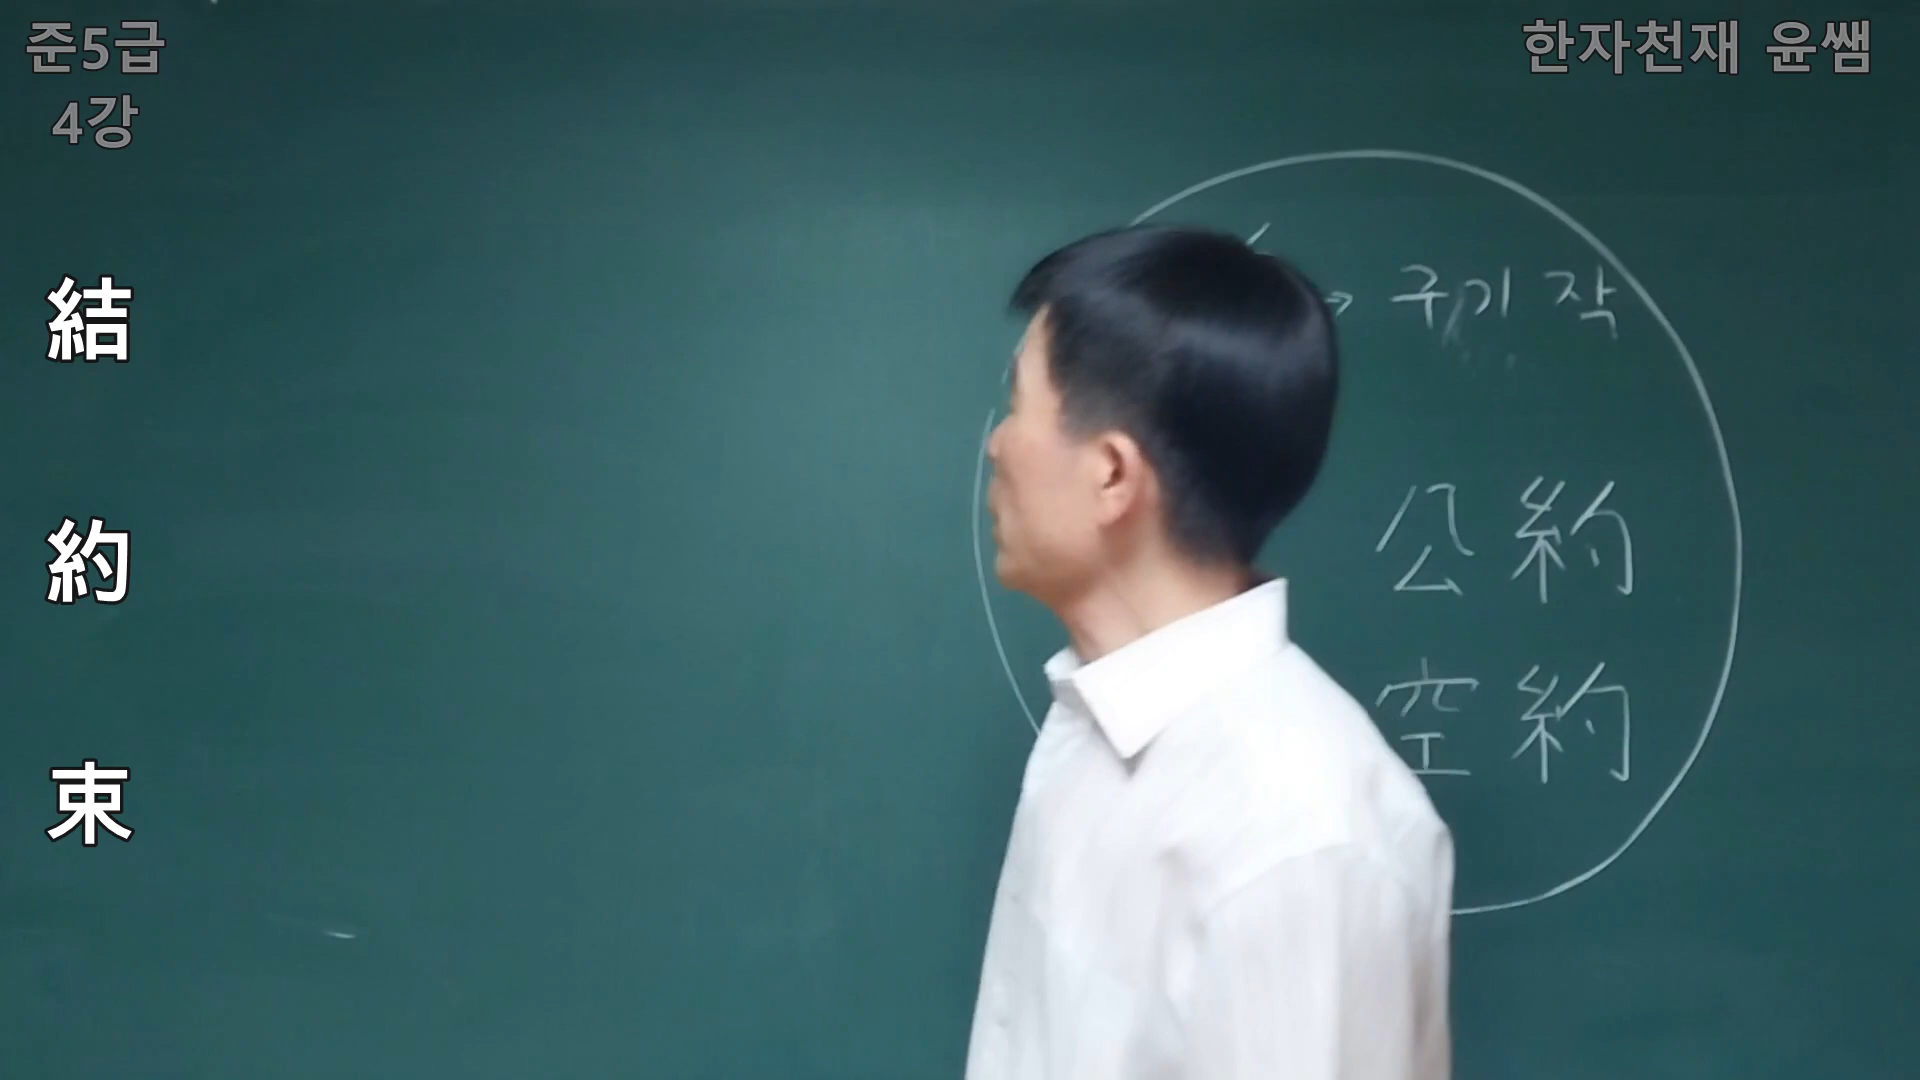 준5급
4강
한자천재 윤쌤
結
約
束
→ 구기 작
公約
空約